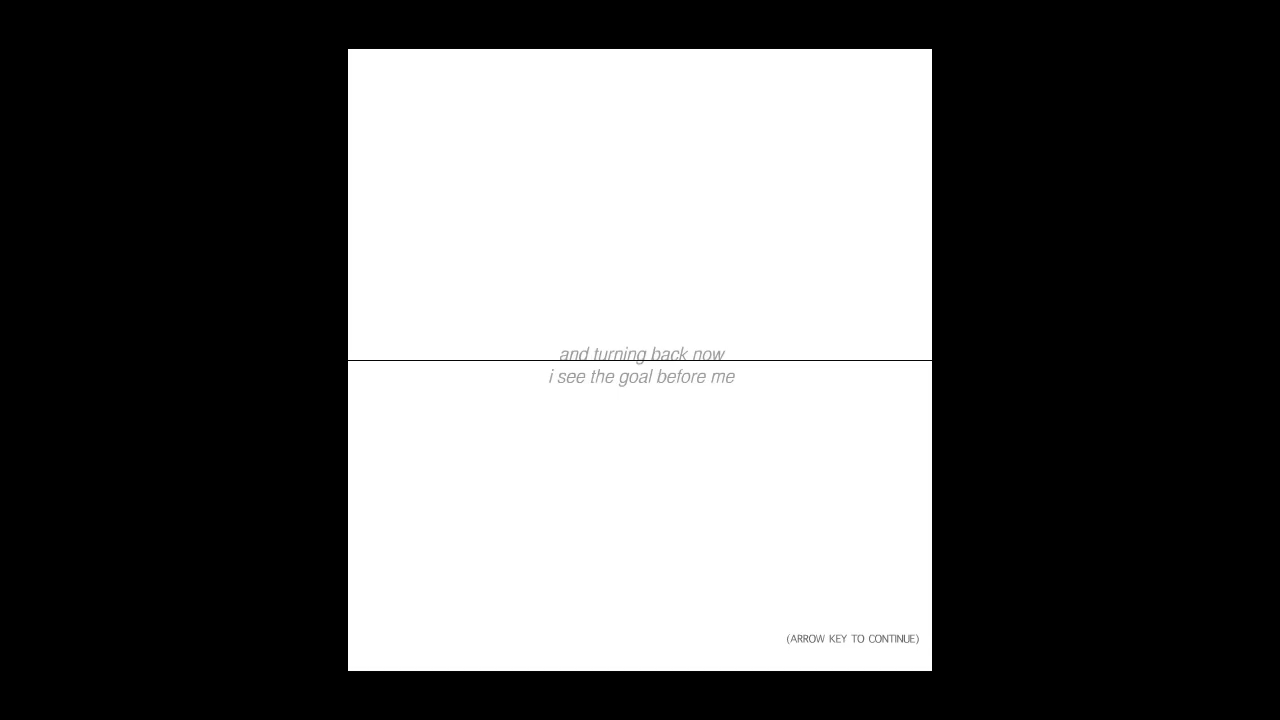 and turning back now
i see the goal before me
(ARROW KEY TO CONTINUE)